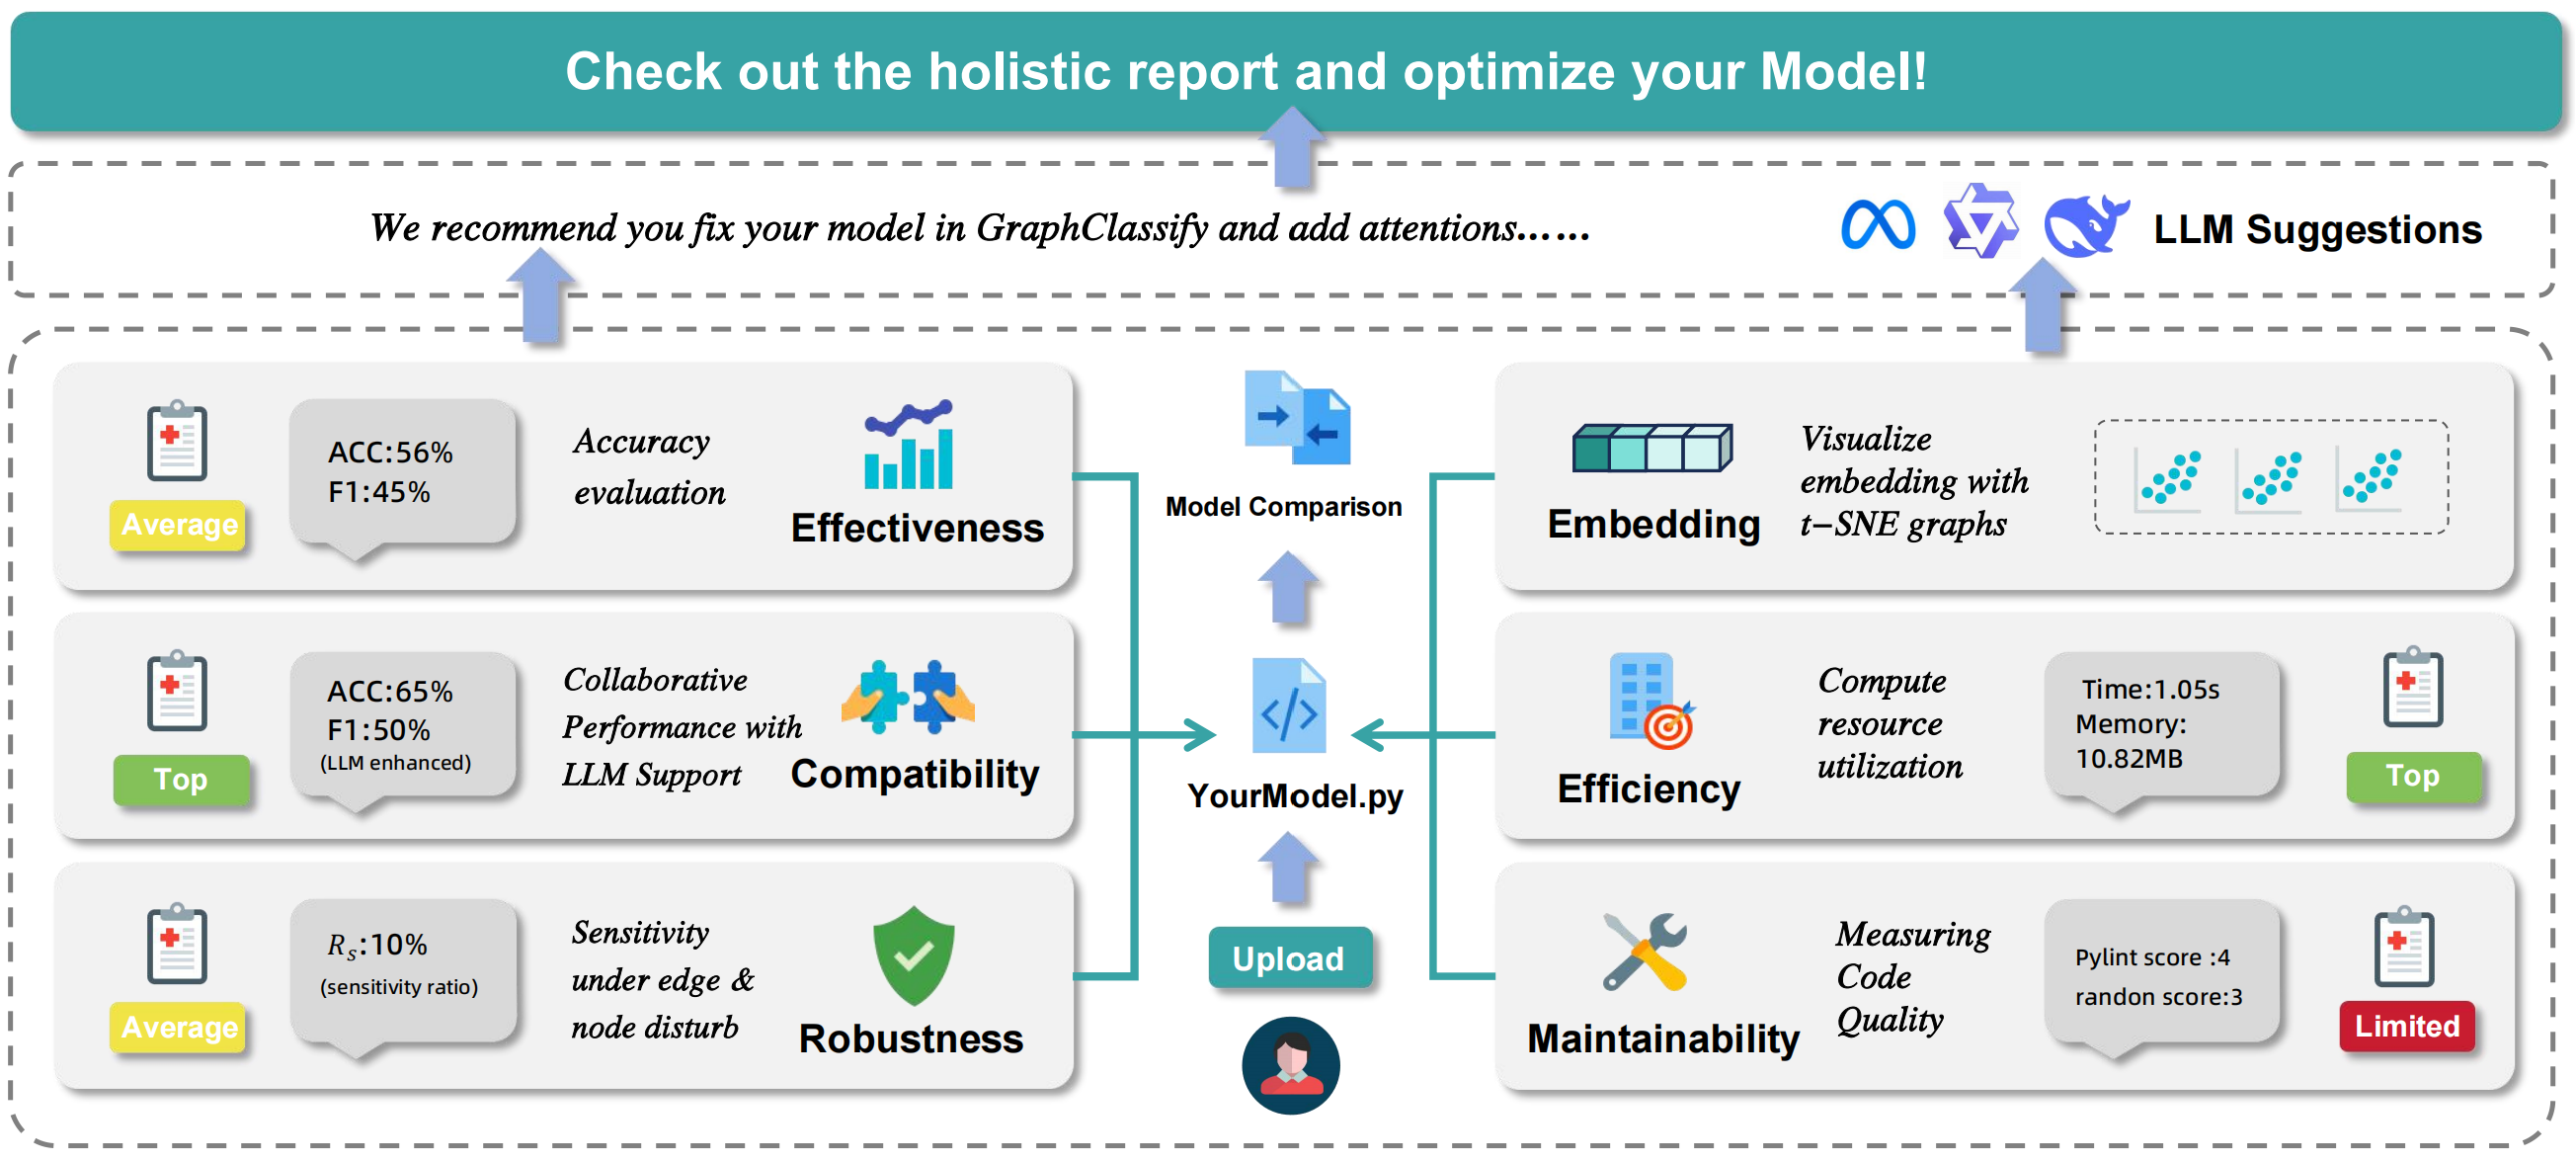 Check out the holistic report and optimize your Model!
We recommend you fix your model in GraphClassify and add attentions......
LLM Suggestions
Average
ACC:56%
F1:45%
Accuracy
evaluation
Effectiveness
Top
ACC:65%
F1:50%
(LLM enhanced)
Collaborative
Performance with
LLM Support
Compatibility
Average
Rs:10%
(sensitivity ratio)
Sensitivity
under edge &
node disturb
Robustness
Model Comparison
YourModel.py
Upload
Embedding
Visualize
embedding with
t−SNE graphs
Efficiency
Compute
resource
utilization
Time:1.05s
Memory:
10.82MB
Top
Maintainability
Measuring
Code
Quality
Pylint score :4
randon score:3
Limited